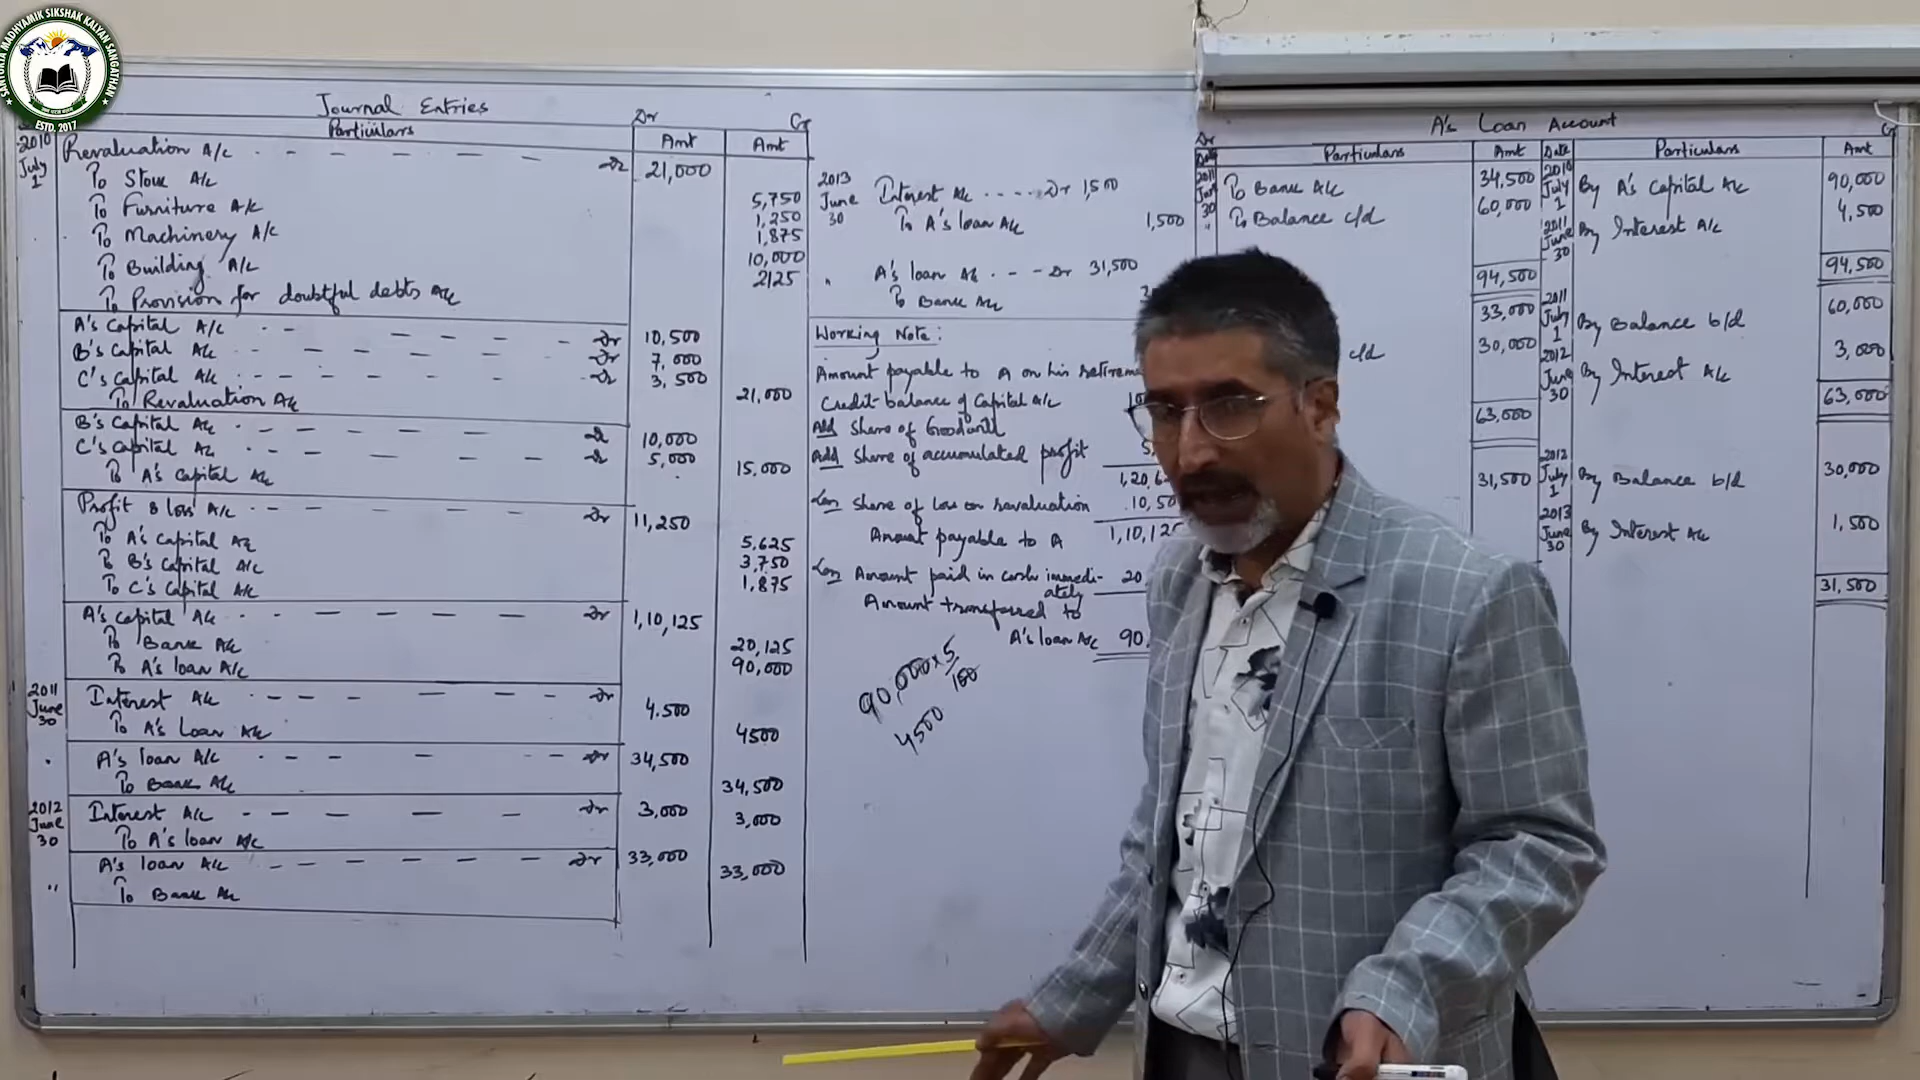 SANYUKTA MADHYAMIK SIKSHAK KALYAN SANGATHAN
ESTD. 2017
Journal Entries
Dr
Cr
Particulars
Amt
Amt
2010
July
1
Revaluation A/c Dr 21,000
To Stock A/c 5,750
To Furniture A/c 1,250
To Machinery A/c 1,875
To Building A/c 10,000
To Provision for doubtful debts A/c 2125
A's Capital A/c Dr 10,500
B's Capital A/c Dr 7,000
C's Capital A/c Dr 3,500
To Revaluation A/c 21,000
B's Capital A/c Dr 10,000
C's Capital A/c Dr 5,000
To A's Capital A/c 15,000
Profit & loss A/c Dr 11,250
To A's Capital A/c 5,625
To B's Capital A/c 3,750
To C's Capital A/c 1,875
A's Capital A/c Dr 1,10,125
To Bank A/c 20,125
To A's loan A/c 90,000
2011
June
30
Interest A/c Dr 4,500
To A's Loan A/c 4500
A's loan A/c Dr 34,500
To Bank A/c 34,500
2012
June
30
Interest A/c Dr 3,000
To A's loan A/c 3,000
" A's loan A/c Dr 33,000
To Bank A/c 33,000
2013
June
30
Interest A/c Dr 1,500
To A's loan A/c 1,500
" A's loan A/c Dr 31,500
To Bank A/c
Working Note:
Amount payable to A on his
Credit balance of Capital A/c
Add Share of Goodwill
Add Share of accumulated profit
Less Share of loss on revaluation
Amount payable to A
Less Amount paid in cash immediately
Amount transferred to
A's loan A/c
90,000 x 5/100
4500
A's Loan Account
Dr
Cr
Date Particulars Amt Date Particulars Amt
2011 June 30 To Bank A/c 34,500 2010 July 1 By A's Capital A/c 90,000
" To Balance c/d 60,000 2011 June 30 By Interest A/c 4,500
94,500 94,500
33,000 2011 July 1 By Balance b/d 60,000
c/d 30,000 2012 June 30 By Interest A/c 3,000
63,000 63,000
31,500 2012 July 1 By Balance b/d 30,000
2013 June 30 By Interest A/c 1,500
31,500